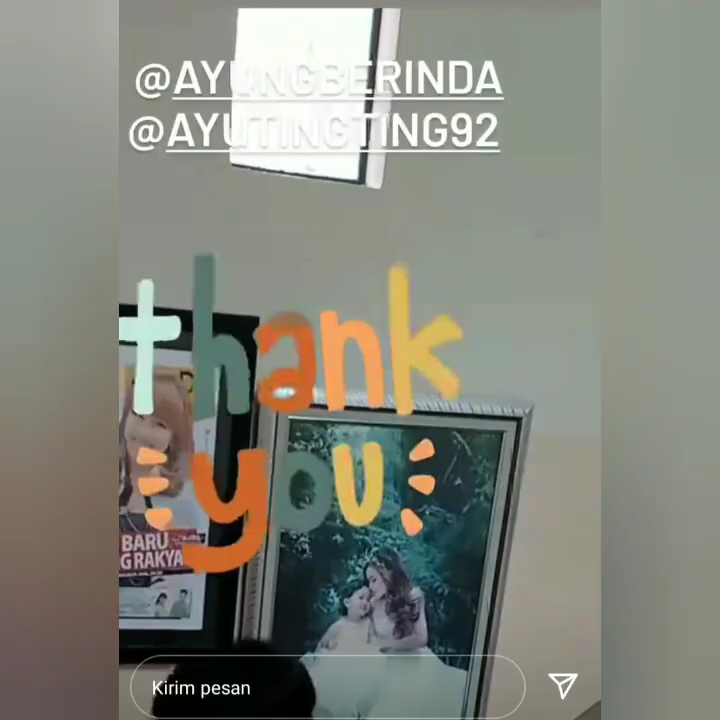 @AYUNGBERINDA
@AYUTINGTING92
thank
you
BARU
GRAKYA
Kirim pesan